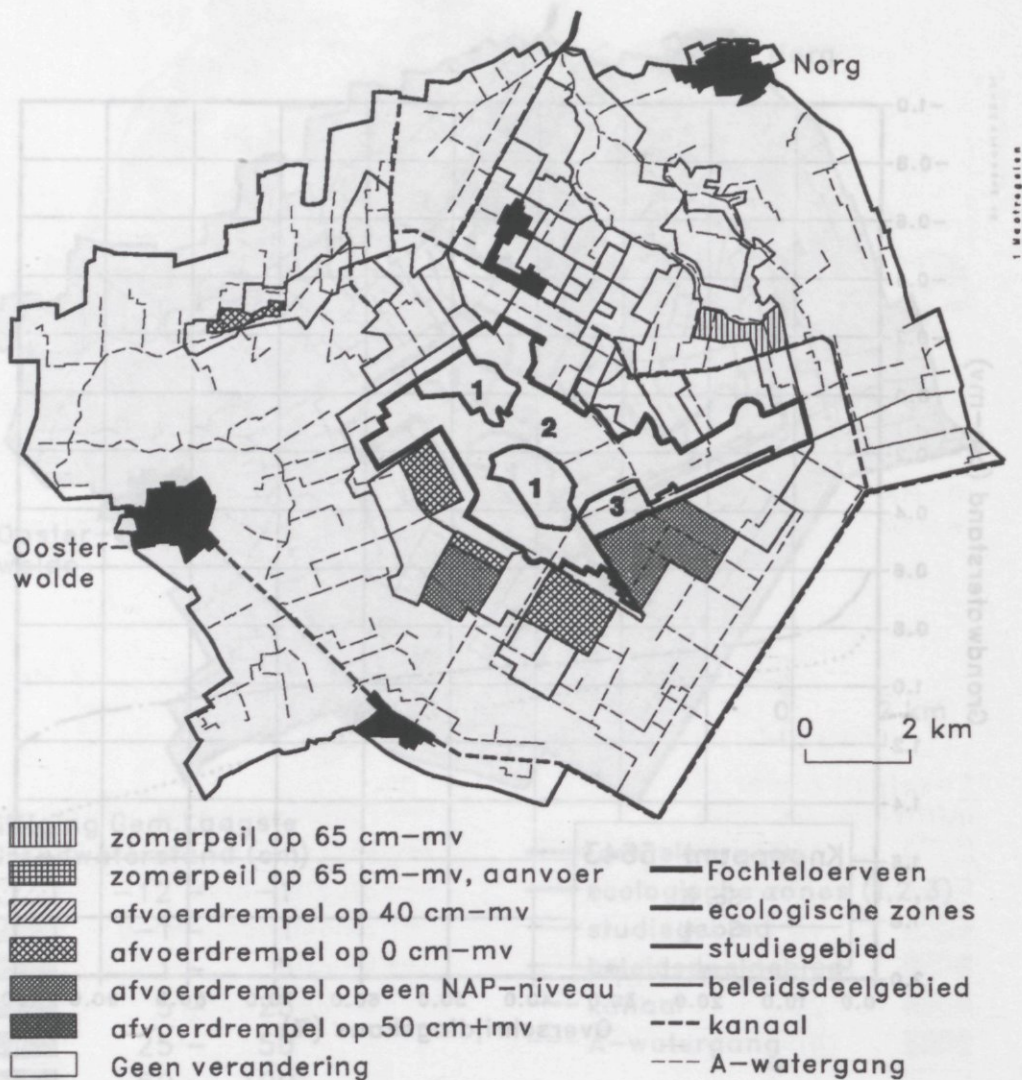 Norg
1
2
1
3
Ooster-
wolde
0 2 km
zomerpeil op 65 cm-mv
zomerpeil op 65 cm-mv, aanvoer
afvoerdrempel op 40 cm-mv
afvoerdrempel op 0 cm-mv
afvoerdrempel op een NAP-niveau
afvoerdrempel op 50 cm-mv
Geen verandering
Fochteloerveen
ecologische zones
studiegebied
beleidsdeelgebied
kanaal
A-watergang